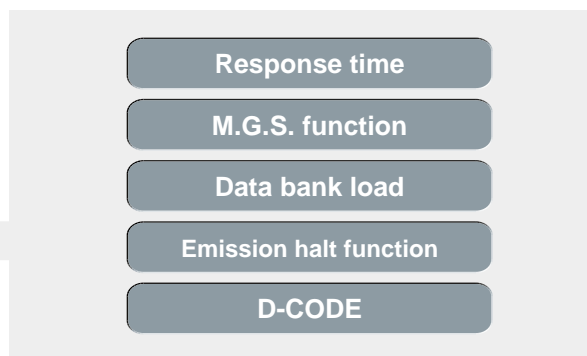 Response time
M.G.S. function
Data bank load
Emission halt function
D-CODE